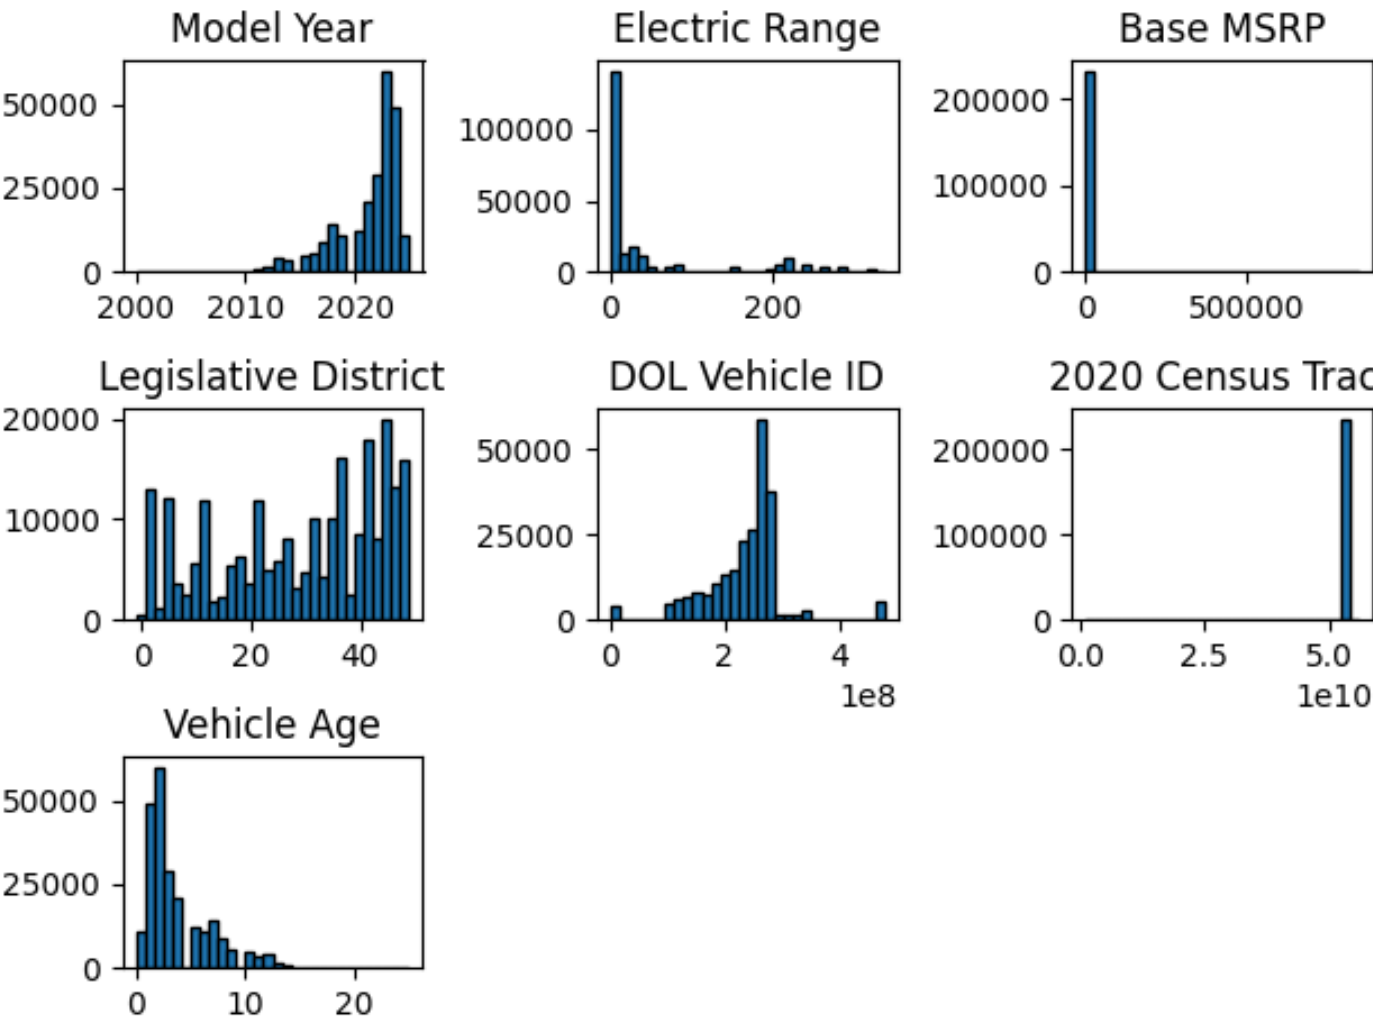 Model Year
50000
25000
0
2000 2010 2020
Electric Range
100000
50000
0
0 200
Base MSRP
200000
100000
0
0 500000
Legislative District
20000
10000
0
0 20 40
DOL Vehicle ID
50000
25000
0
0 2 4
1e8
2020 Census Trac
200000
100000
0
0.0 2.5 5.0
1e10
Vehicle Age
50000
25000
0
0 10 20